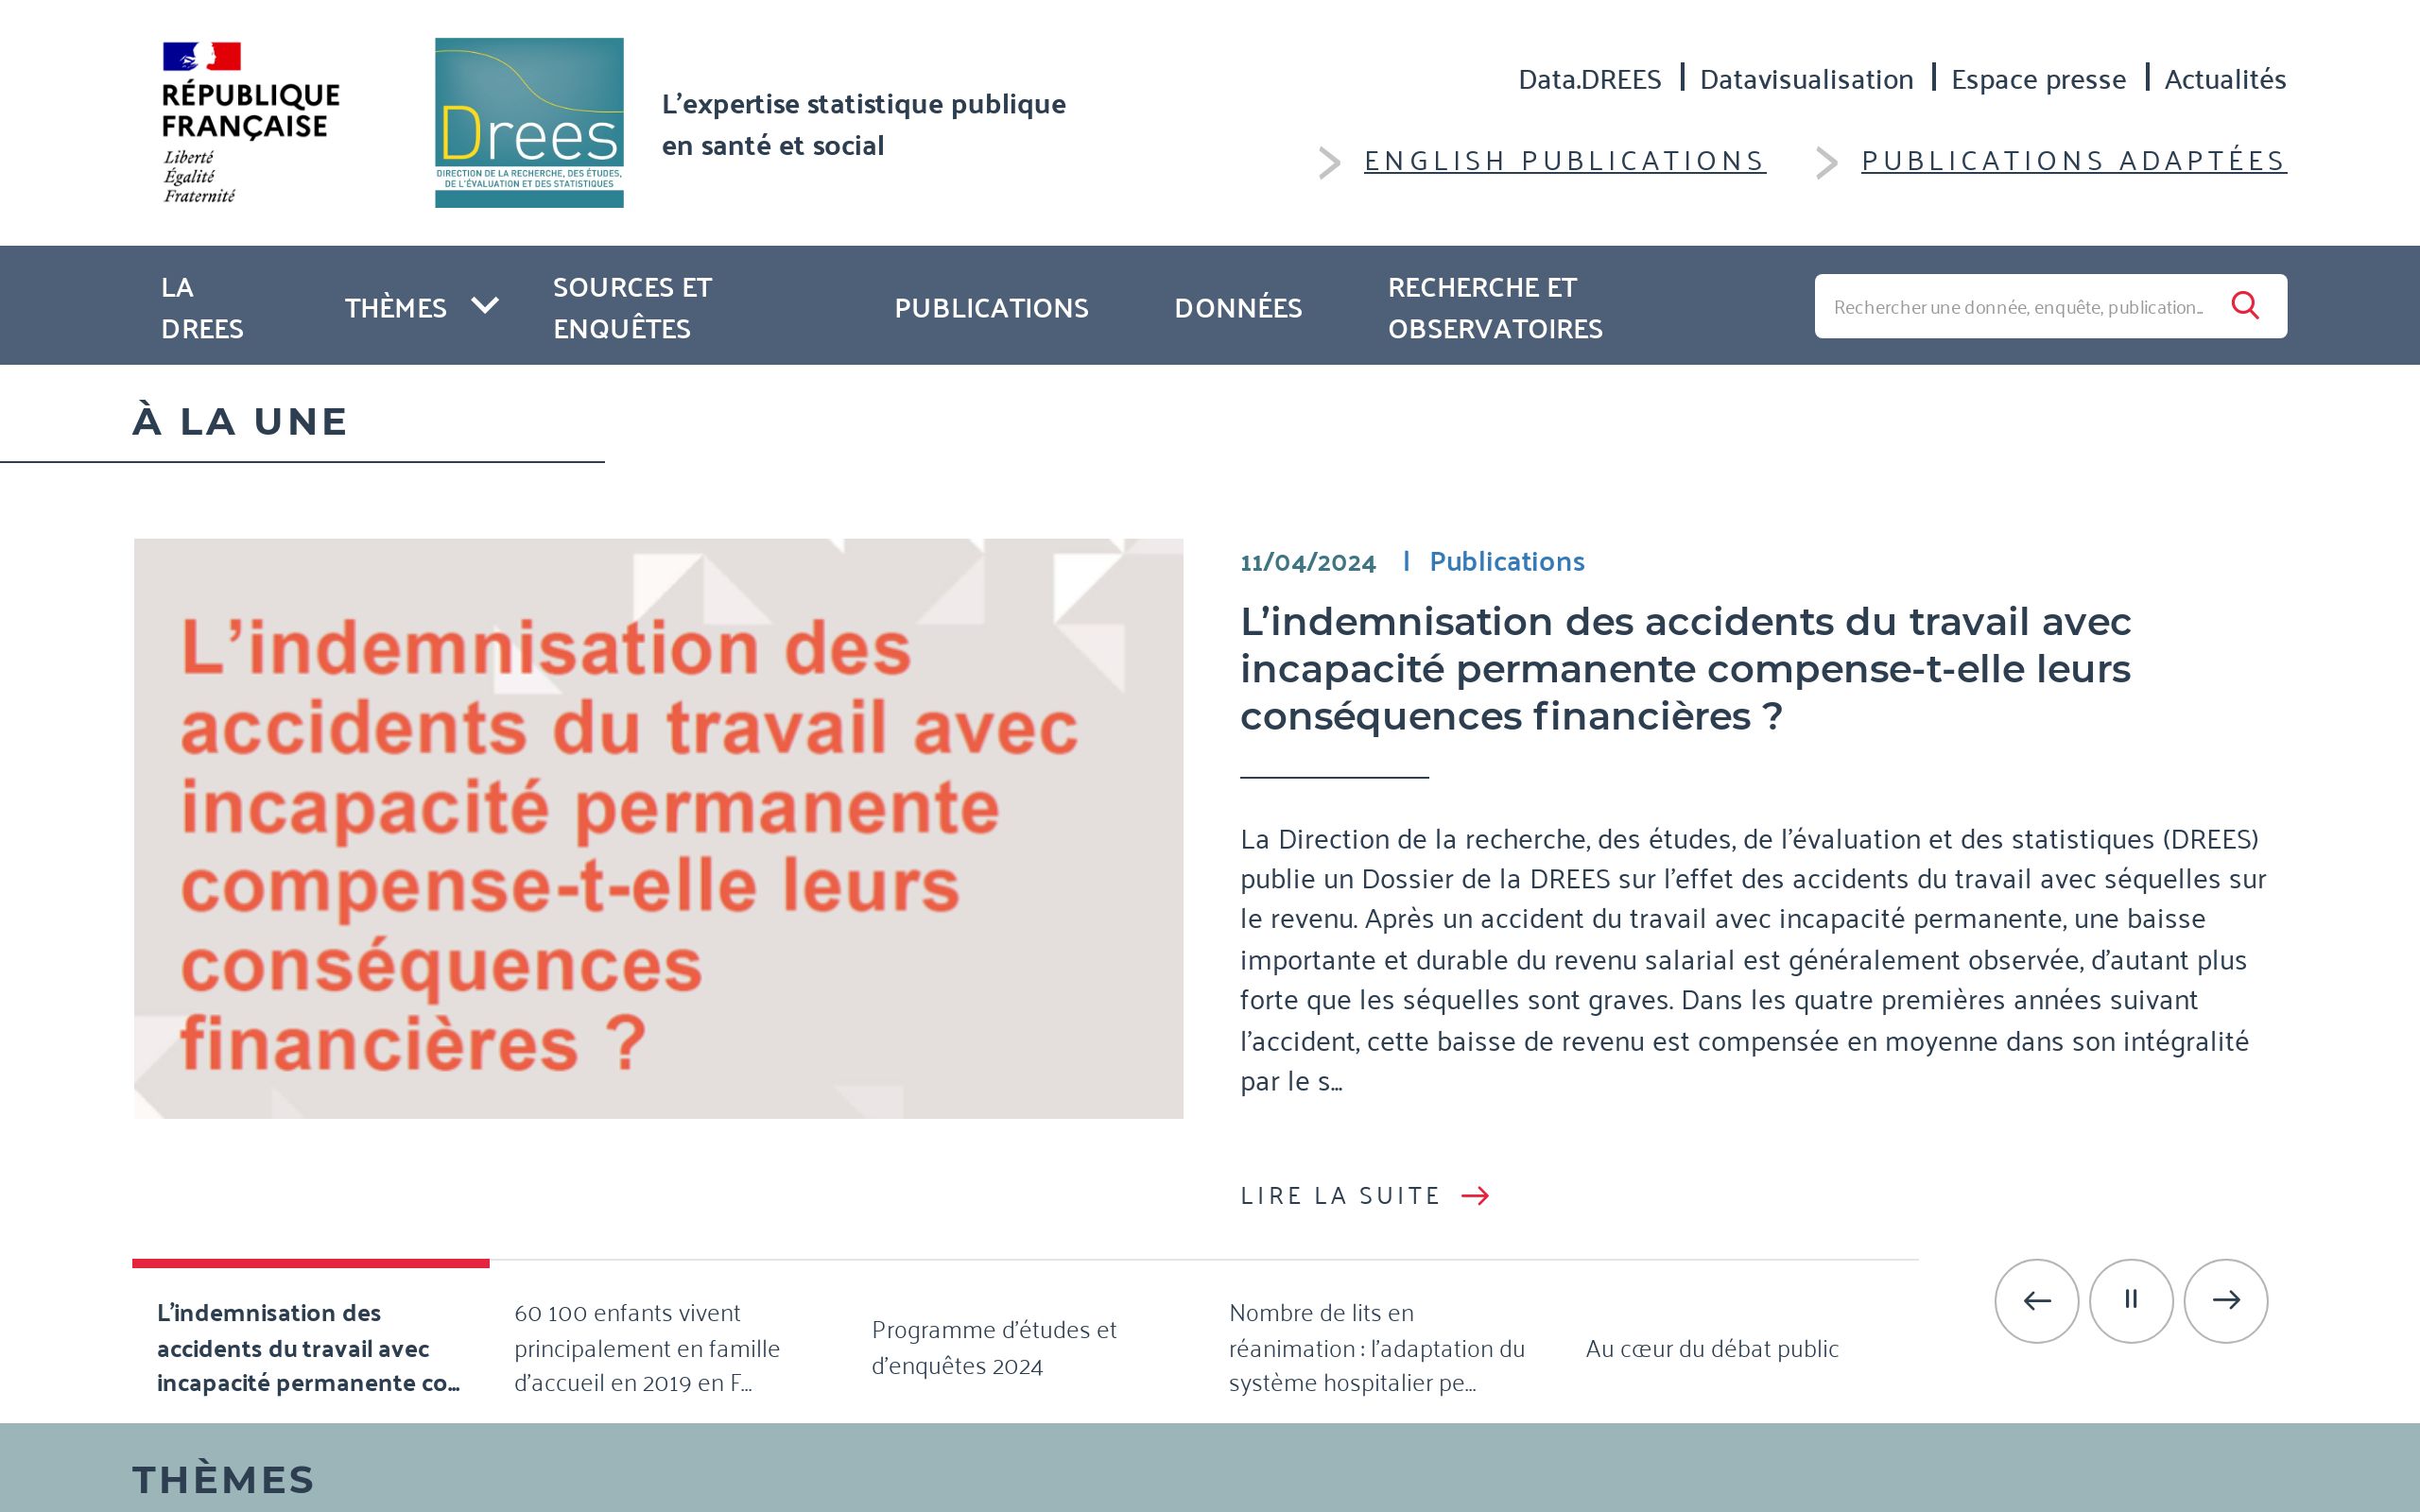 RÉPUBLIQUE
FRANÇAISE
Liberté
Égalité
Fraternité
Drees
DIRECTION DE LA RECHERCHE, DES ÉTUDES,
DE L'ÉVALUATION ET DES STATISTIQUES
L'expertise statistique publique
en santé et social
Data.DREES
Datavisualisation
Espace presse
Actualités
ENGLISH PUBLICATIONS
PUBLICATIONS ADAPTÉES
LA
DREES
THÈMES
SOURCES ET
ENQUÊTES
PUBLICATIONS
DONNÉES
RECHERCHE ET
OBSERVATOIRES
Rechercher une donnée, enquête, publication...
À LA UNE
L'indemnisation des
accidents du travail avec
incapacité permanente
compense-t-elle leurs
conséquences
financières ?
11/04/2024 | Publications
L'indemnisation des accidents du travail avec
incapacité permanente compense-t-elle leurs
conséquences financières ?
La Direction de la recherche, des études, de l'évaluation et des statistiques (DREES)
publie un Dossier de la DREES sur l'effet des accidents du travail avec séquelles sur
le revenu. Après un accident du travail avec incapacité permanente, une baisse
importante et durable du revenu salarial est généralement observée, d'autant plus
forte que les séquelles sont graves. Dans les quatre premières années suivant
l'accident, cette baisse de revenu est compensée en moyenne dans son intégralité
par le s...
LIRE LA SUITE
L'indemnisation des
accidents du travail avec
incapacité permanente co...
60 100 enfants vivent
principalement en famille
d'accueil en 2019 en F...
Programme d'études et
d'enquêtes 2024
Nombre de lits en
réanimation : l'adaptation du
système hospitalier pe...
Au cœur du débat public
THÈMES